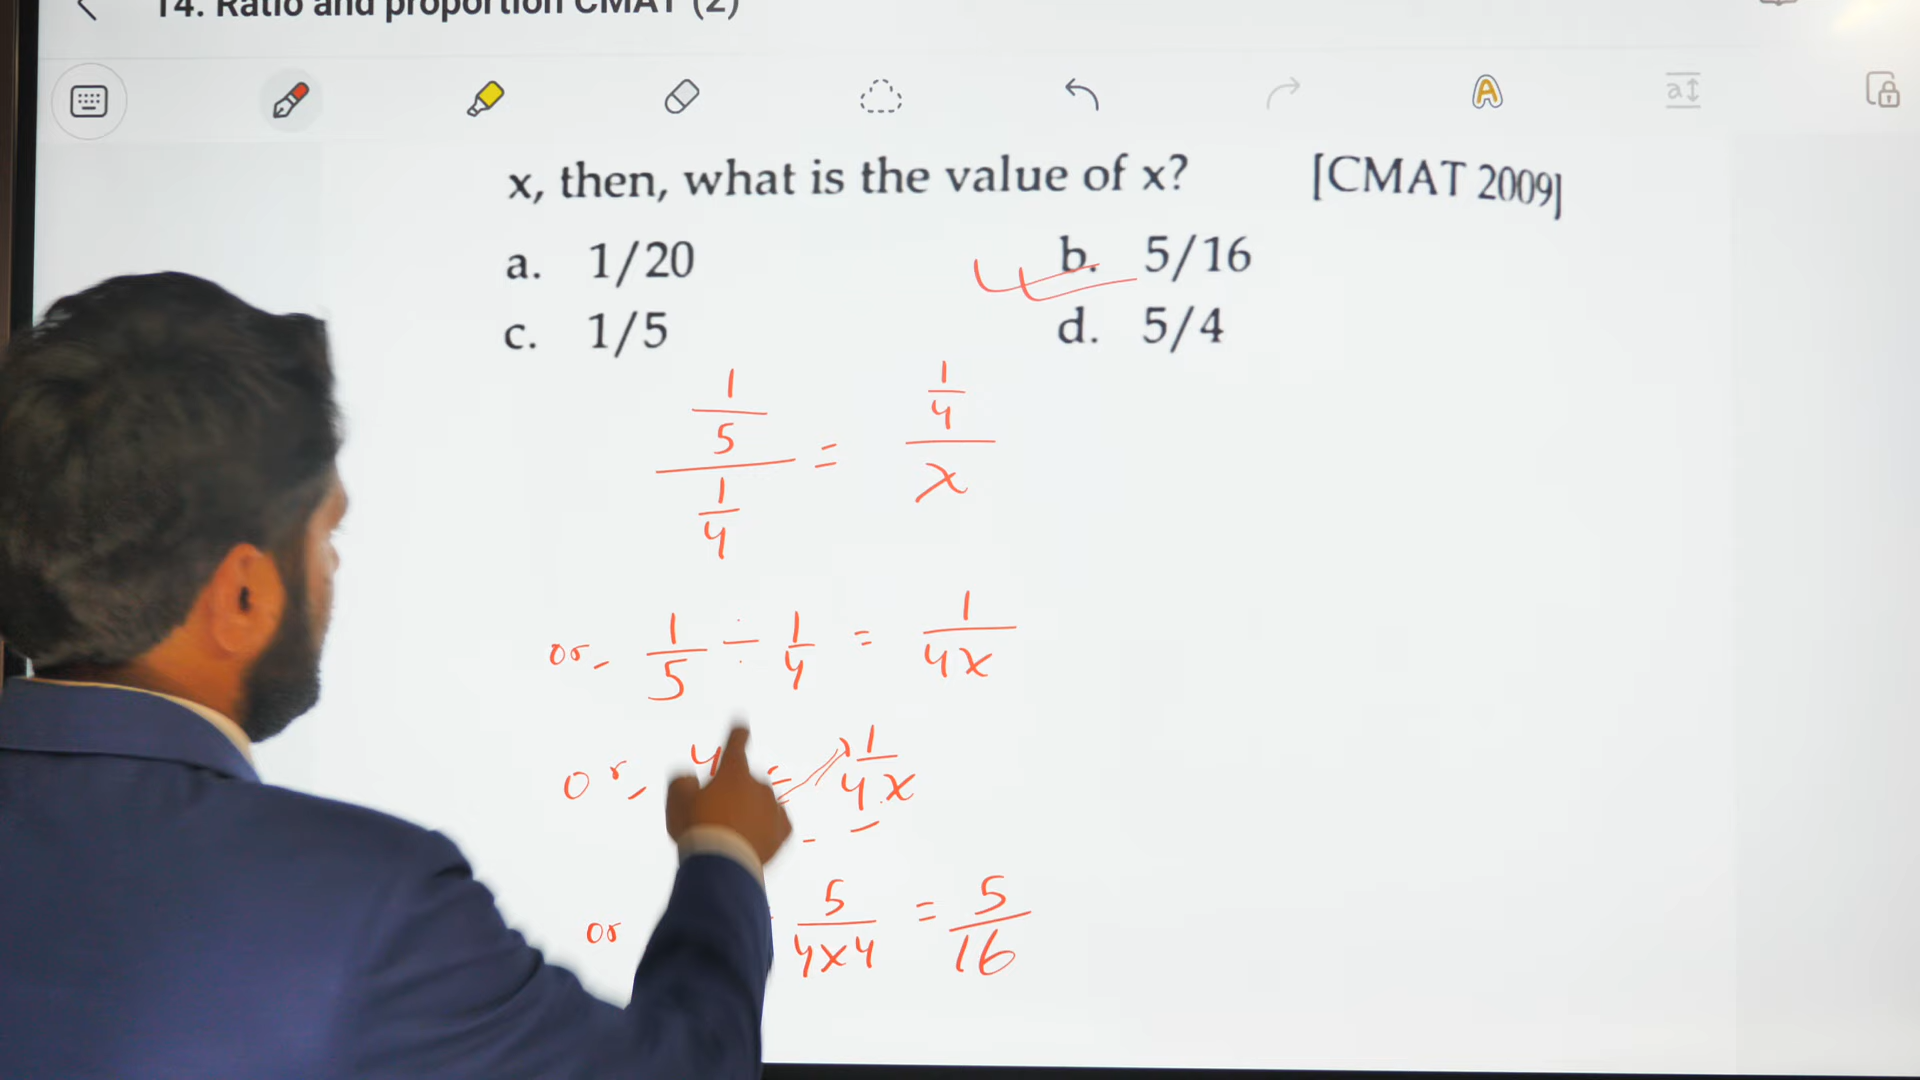 14. Ratio and proportion CMAT (2)
x, then, what is the value of x? [CMAT 2009]
a. 1/20 b. 5/16
c. 1/5 d. 5/4
1/5 / 1/4 = 1/4 / x
or, 1/5 ÷ 1/4 = 1/4x
or, 4 = 1/4x
or 5/4x4 = 5/16